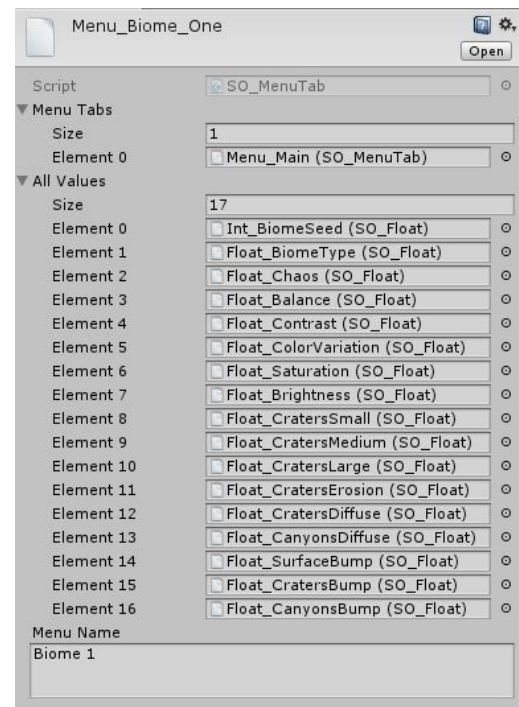 Menu_Biome_One
Open
Script SO_MenuTab
Menu Tabs
Size 1
Element 0 Menu_Main (SO_MenuTab)
All Values
Size 17
Element 0 Int_BiomeSeed (SO_Float)
Element 1 Float_BiomeType (SO_Float)
Element 2 Float_Chaos (SO_Float)
Element 3 Float_Balance (SO_Float)
Element 4 Float_Contrast (SO_Float)
Element 5 Float_ColorVariation (SO_Float)
Element 6 Float_Saturation (SO_Float)
Element 7 Float_Brightness (SO_Float)
Element 8 Float_CratersSmall (SO_Float)
Element 9 Float_CratersMedium (SO_Float)
Element 10 Float_CratersLarge (SO_Float)
Element 11 Float_CratersErosion (SO_Float)
Element 12 Float_CratersDiffuse (SO_Float)
Element 13 Float_CanyonsDiffuse (SO_Float)
Element 14 Float_SurfaceBump (SO_Float)
Element 15 Float_CratersBump (SO_Float)
Element 16 Float_CanyonsBump (SO_Float)
Menu Name
Biome 1